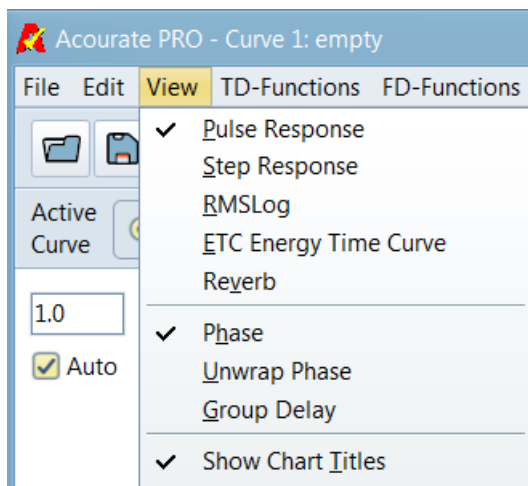 Acourate PRO - Curve 1: empty
File Edit View TD-Functions FD-Functions
Pulse Response
Step Response
RMSLog
Active
Curve
ETC Energy Time Curve
Reverb
1.0
Phase
Auto
Unwrap Phase
Group Delay
Show Chart Titles